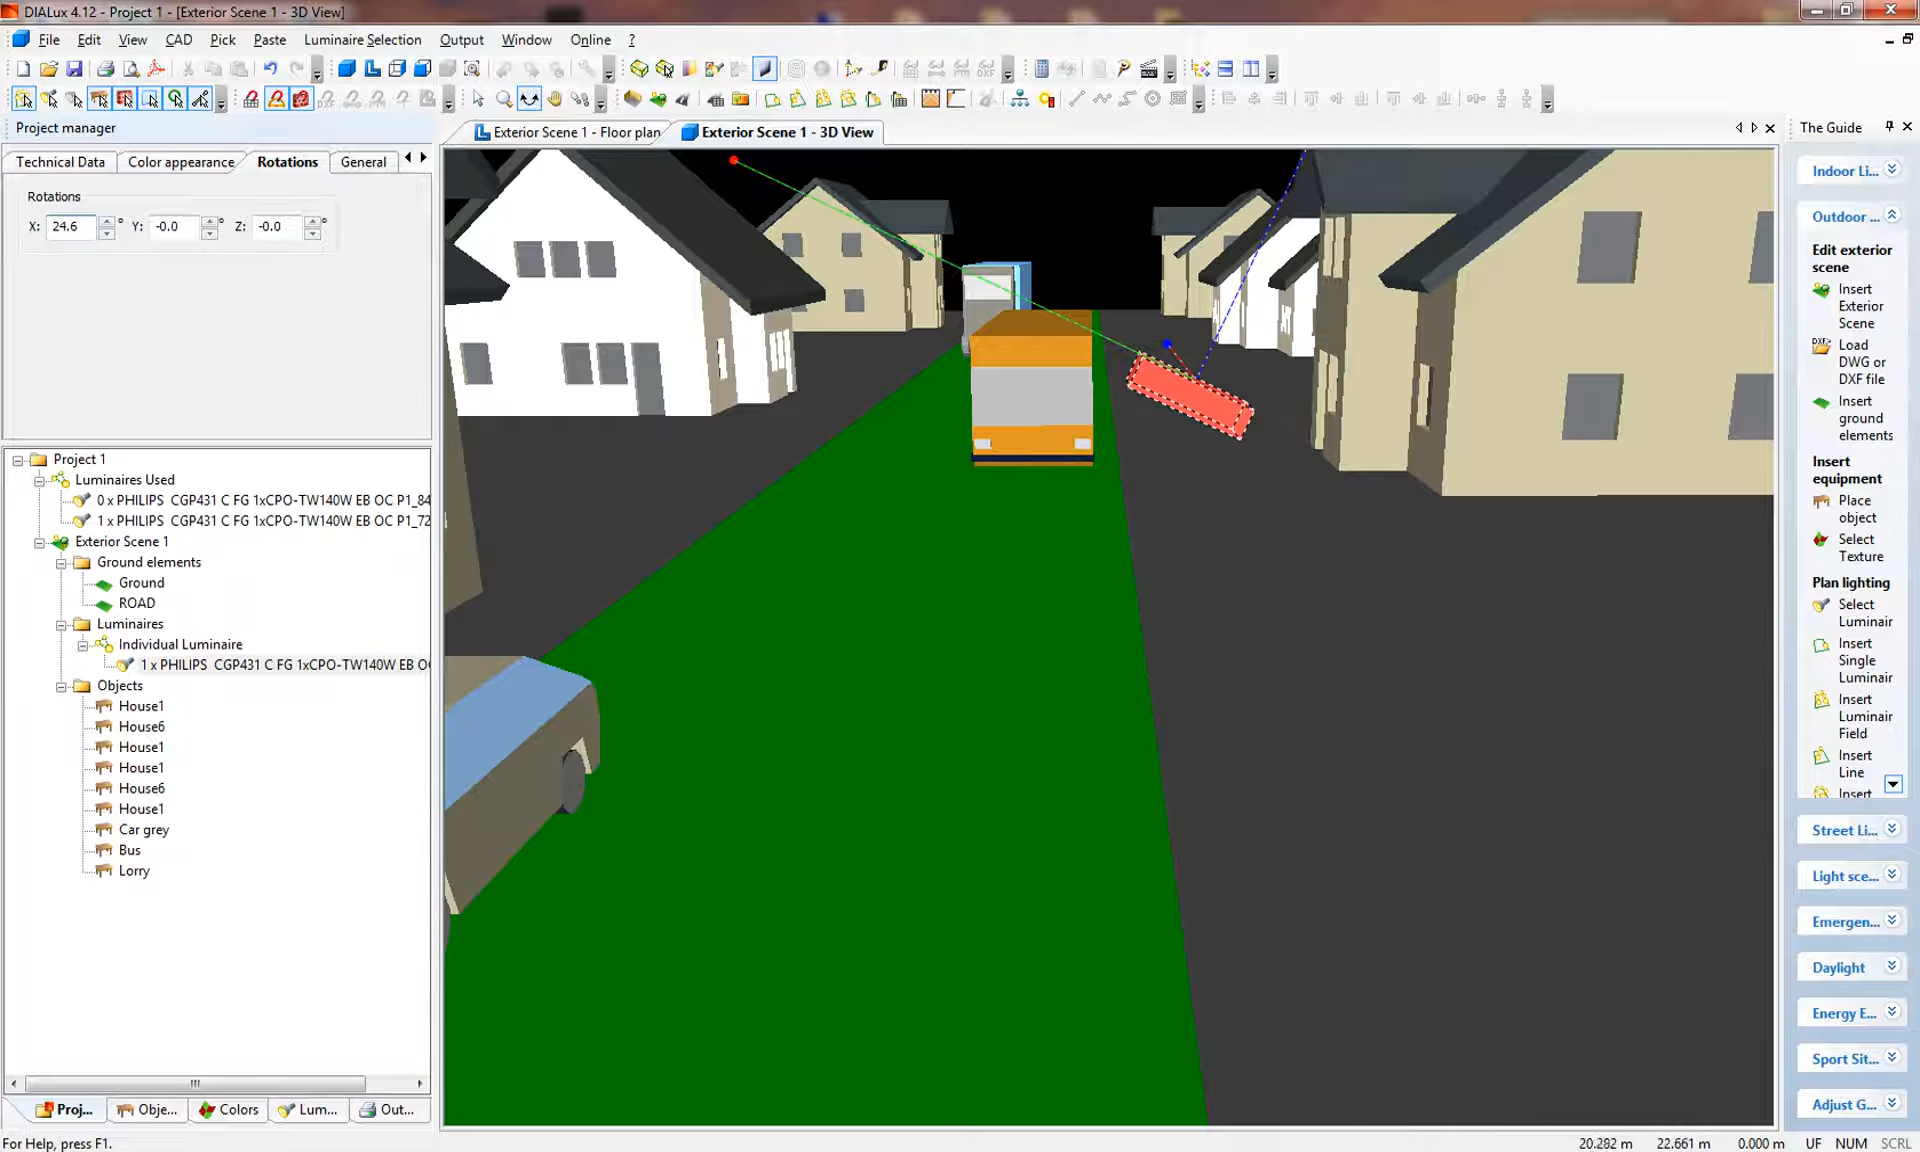 DIALux 4.12 - Project 1 - [Exterior Scene 1 - 3D View]
File Edit View CAD Pick Paste Luminaire Selection Output Window Online ?
Project manager
Exterior Scene 1 - Floor plan
Exterior Scene 1 - 3D View
The Guide
Technical Data
Color appearance
Rotations
General
Rotations
X: 24.6 ° Y: -0.0 ° Z: -0.0 °
Project 1
Luminaires Used
0 x PHILIPS CGP431 C FG 1xCPO-TW140W EB OC P1_84
1 x PHILIPS CGP431 C FG 1xCPO-TW140W EB OC P1_72
Exterior Scene 1
Ground elements
Ground
ROAD
Luminaires
Individual Luminaire
1 x PHILIPS CGP431 C FG 1xCPO-TW140W EB O
Objects
House1
House6
House1
House1
House6
House1
Car grey
Bus
Lorry
Proj...
Obje...
Colors
Lum...
Out...
Indoor Li...
Outdoor ...
Edit exterior
scene
Insert
Exterior
Scene
Load
DWG or
DXF file
Insert
ground
elements
Insert
equipment
Place
object
Select
Texture
Plan lighting
Select
Luminair
Insert
Single
Luminair
Insert
Luminair
Field
Insert
Line
Insert
Street Li...
Light sce...
Emergen...
Daylight
Energy E...
Sport Sit...
Adjust G...
For Help, press F1.
20.282 m 22.661 m 0.000 m UF NUM SCRL